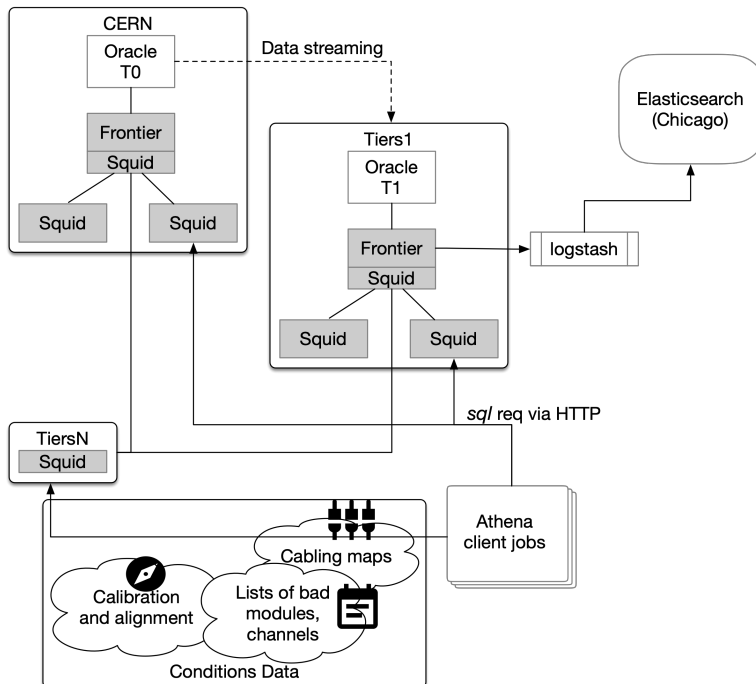 CERN
Oracle
T0
Data streaming
Frontier
Squid
Squid
Squid
Elasticsearch
(Chicago)
Tiers1
Oracle
T1
Frontier
Squid
Squid
Squid
logstash
sql req via HTTP
TiersN
Squid
Athena
client jobs
Cabling maps
Calibration
and alignment
Lists of bad
modules,
channels
Conditions Data